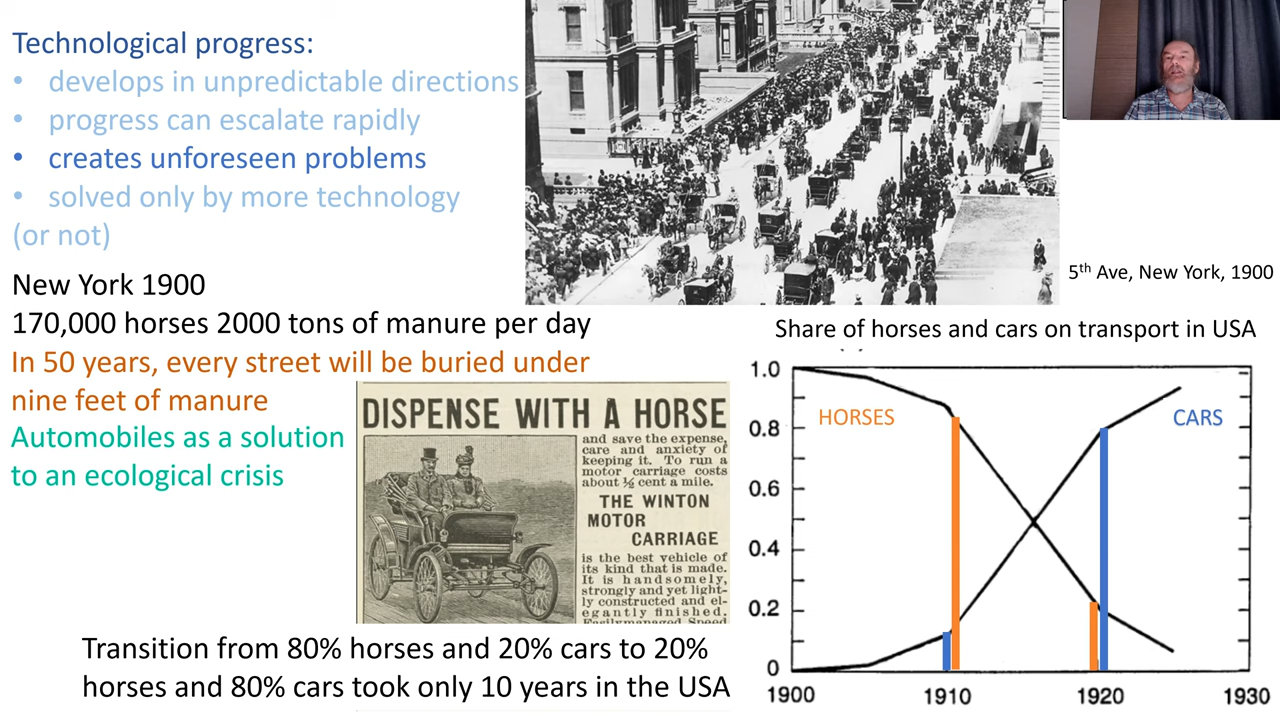 Technological progress:
• develops in unpredictable directions
• progress can escalate rapidly
• creates unforeseen problems
• solved only by more technology
(or not)
New York 1900
170,000 horses 2000 tons of manure per day
In 50 years, every street will be buried under
nine feet of manure
Automobiles as a solution
to an ecological crisis
5th Ave, New York, 1900
DISPENSE WITH A HORSE
and save the expense,
care and anxiety of
keeping it. To run a
motor carriage costs
about ½ cent a mile.
THE WINTON
MOTOR
CARRIAGE
is the best vehicle of
its kind that is made.
It is handsomely,
strongly and yet light-
ly constructed and el-
egantly finished.
Easily managed. Speed
Transition from 80% horses and 20% cars to 20%
horses and 80% cars took only 10 years in the USA
Share of horses and cars on transport in USA
1.0
HORSES
CARS
0.8
0.6
0.4
0.2
0
1900
1910
1920
1930